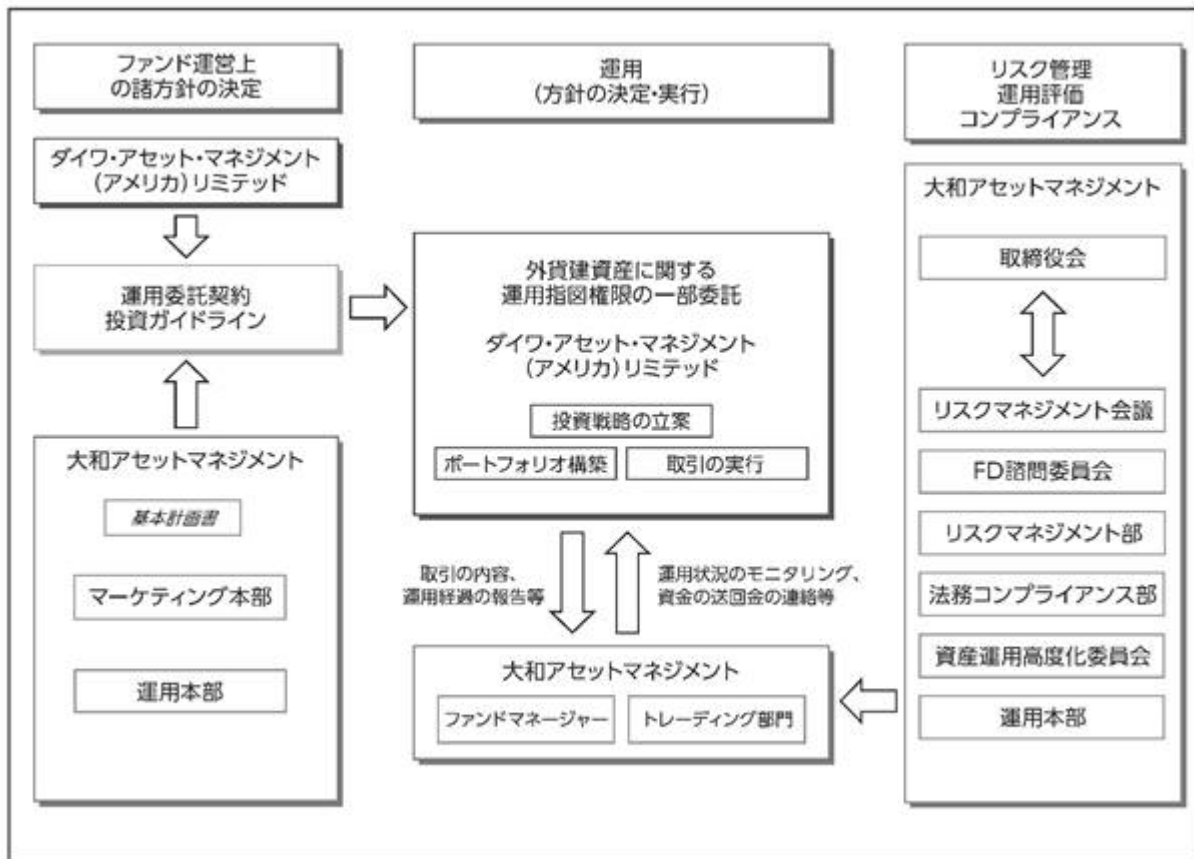 ファンド運営上
の諸方針の決定
ダイワ・アセット・マネジメント
(アメリカ)リミテッド
運用委託契約
投資ガイドライン
大和アセットマネジメント
基本計画書
マーケティング本部
運用本部
運用
(方針の決定・実行)
外貨建資産に関する
運用指図権限の一部委託
ダイワ・アセット・マネジメント
(アメリカ)リミテッド
投資戦略の立案
ポートフォリオ構築
取引の実行
取引の内容、
運用経過の報告等
運用状況のモニタリング、
資金の送回金の連絡等
大和アセットマネジメント
ファンドマネージャー
トレーディング部門
リスク管理
運用評価
コンプライアンス
大和アセットマネジメント
取締役会
リスクマネジメント会議
FD諮問委員会
リスクマネジメント部
法務コンプライアンス部
資産運用高度化委員会
運用本部